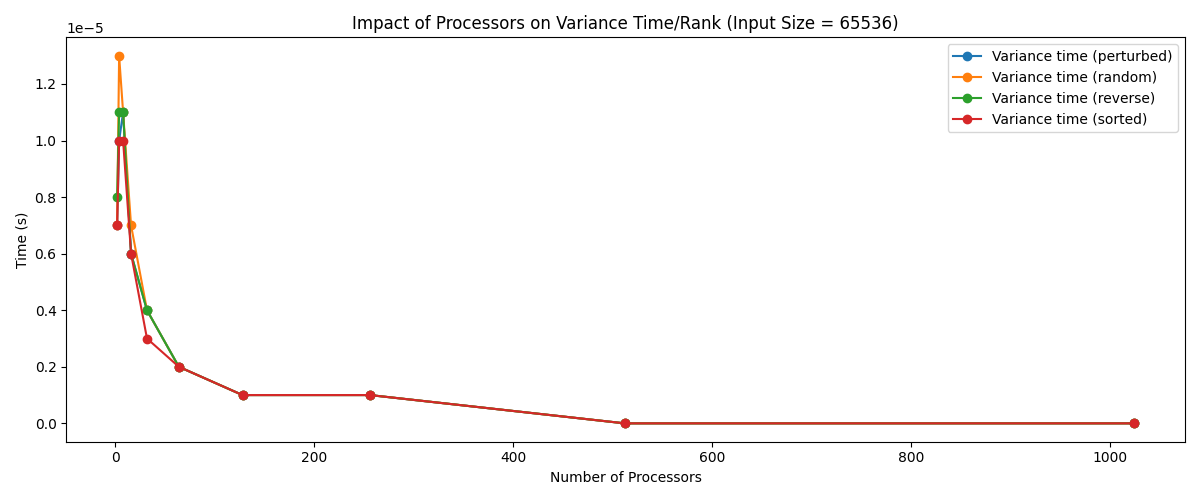 Impact of Processors on Variance Time/Rank (Input Size = 65536)
1e−5
Variance time (perturbed)
Variance time (random)
Variance time (reverse)
Variance time (sorted)
1.2
1.0
0.8
0.6
0.4
0.2
0.0
Time (s)
0 200 400 600 800 1000
Number of Processors